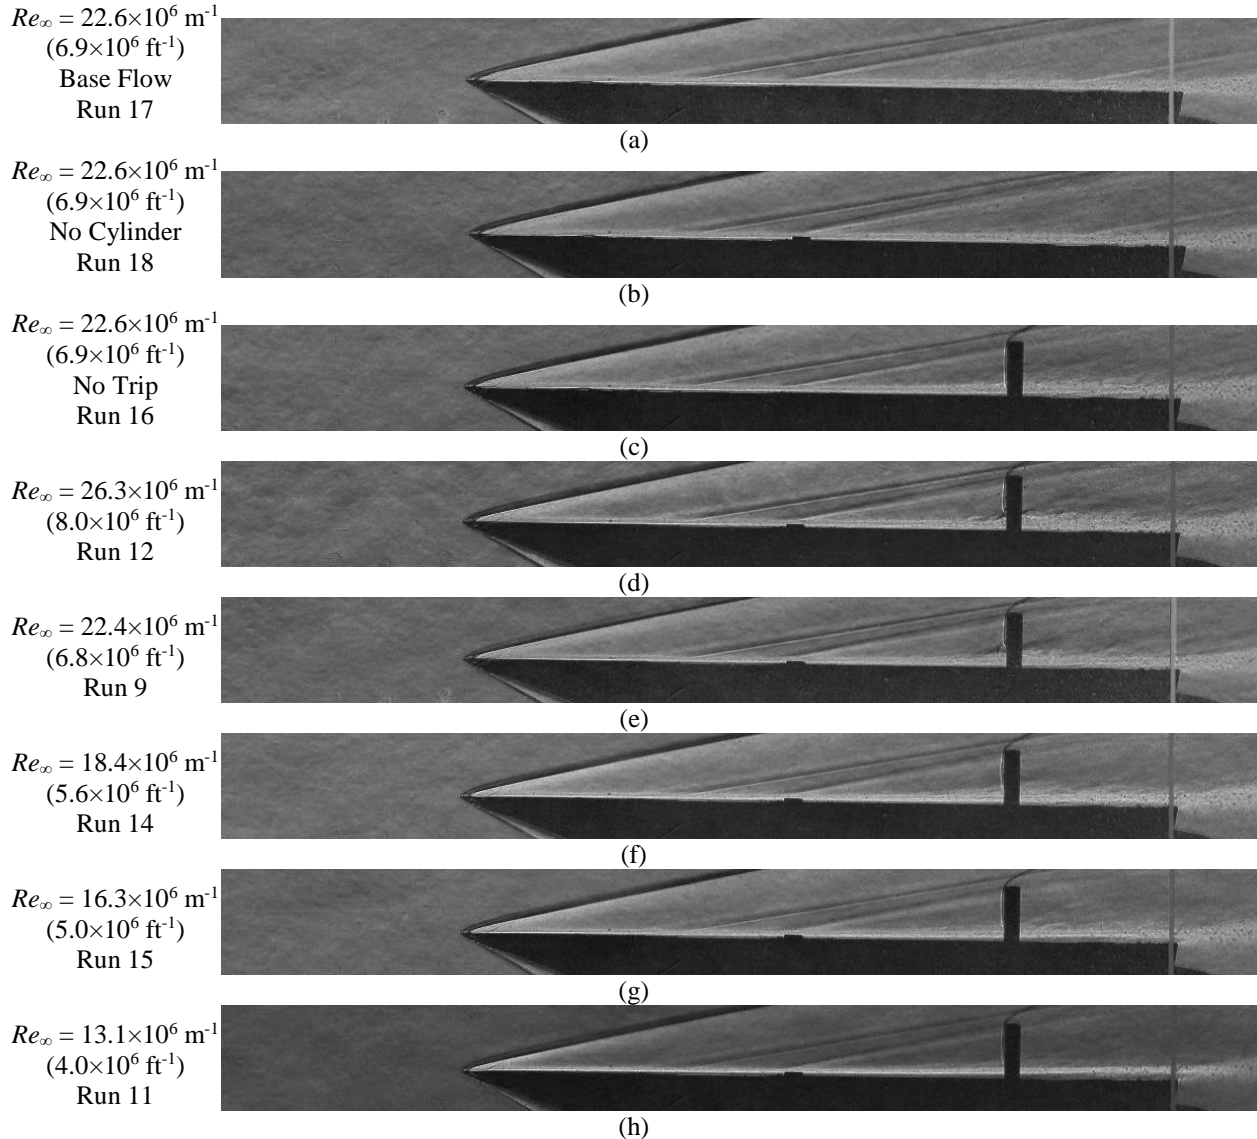 Re∞ = 22.6×10⁶ m⁻¹
(6.9×10⁶ ft⁻¹)
Base Flow
Run 17
(a)
Re∞ = 22.6×10⁶ m⁻¹
(6.9×10⁶ ft⁻¹)
No Cylinder
Run 18
(b)
Re∞ = 22.6×10⁶ m⁻¹
(6.9×10⁶ ft⁻¹)
No Trip
Run 16
(c)
Re∞ = 26.3×10⁶ m⁻¹
(8.0×10⁶ ft⁻¹)
Run 12
(d)
Re∞ = 22.4×10⁶ m⁻¹
(6.8×10⁶ ft⁻¹)
Run 9
(e)
Re∞ = 18.4×10⁶ m⁻¹
(5.6×10⁶ ft⁻¹)
Run 14
(f)
Re∞ = 16.3×10⁶ m⁻¹
(5.0×10⁶ ft⁻¹)
Run 15
(g)
Re∞ = 13.1×10⁶ m⁻¹
(4.0×10⁶ ft⁻¹)
Run 11
(h)